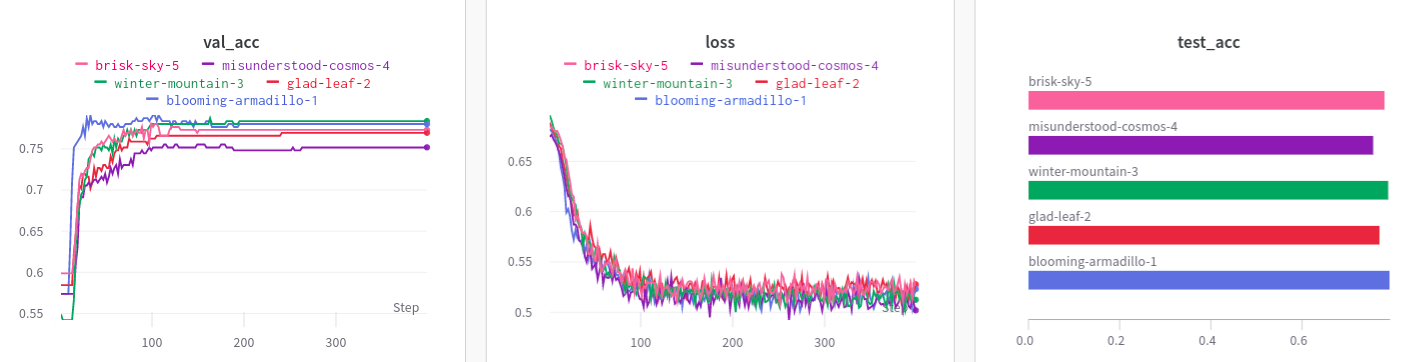 val_acc
brisk-sky-5 misunderstood-cosmos-4
winter-mountain-3 glad-leaf-2
blooming-armadillo-1
0.75
0.7
0.65
0.6
0.55
Step
100 200 300
loss
brisk-sky-5 misunderstood-cosmos-4
winter-mountain-3 glad-leaf-2
blooming-armadillo-1
0.65
0.6
0.55
0.5
Step
100 200 300
test_acc
brisk-sky-5
misunderstood-cosmos-4
winter-mountain-3
glad-leaf-2
blooming-armadillo-1
0.0 0.2 0.4 0.6